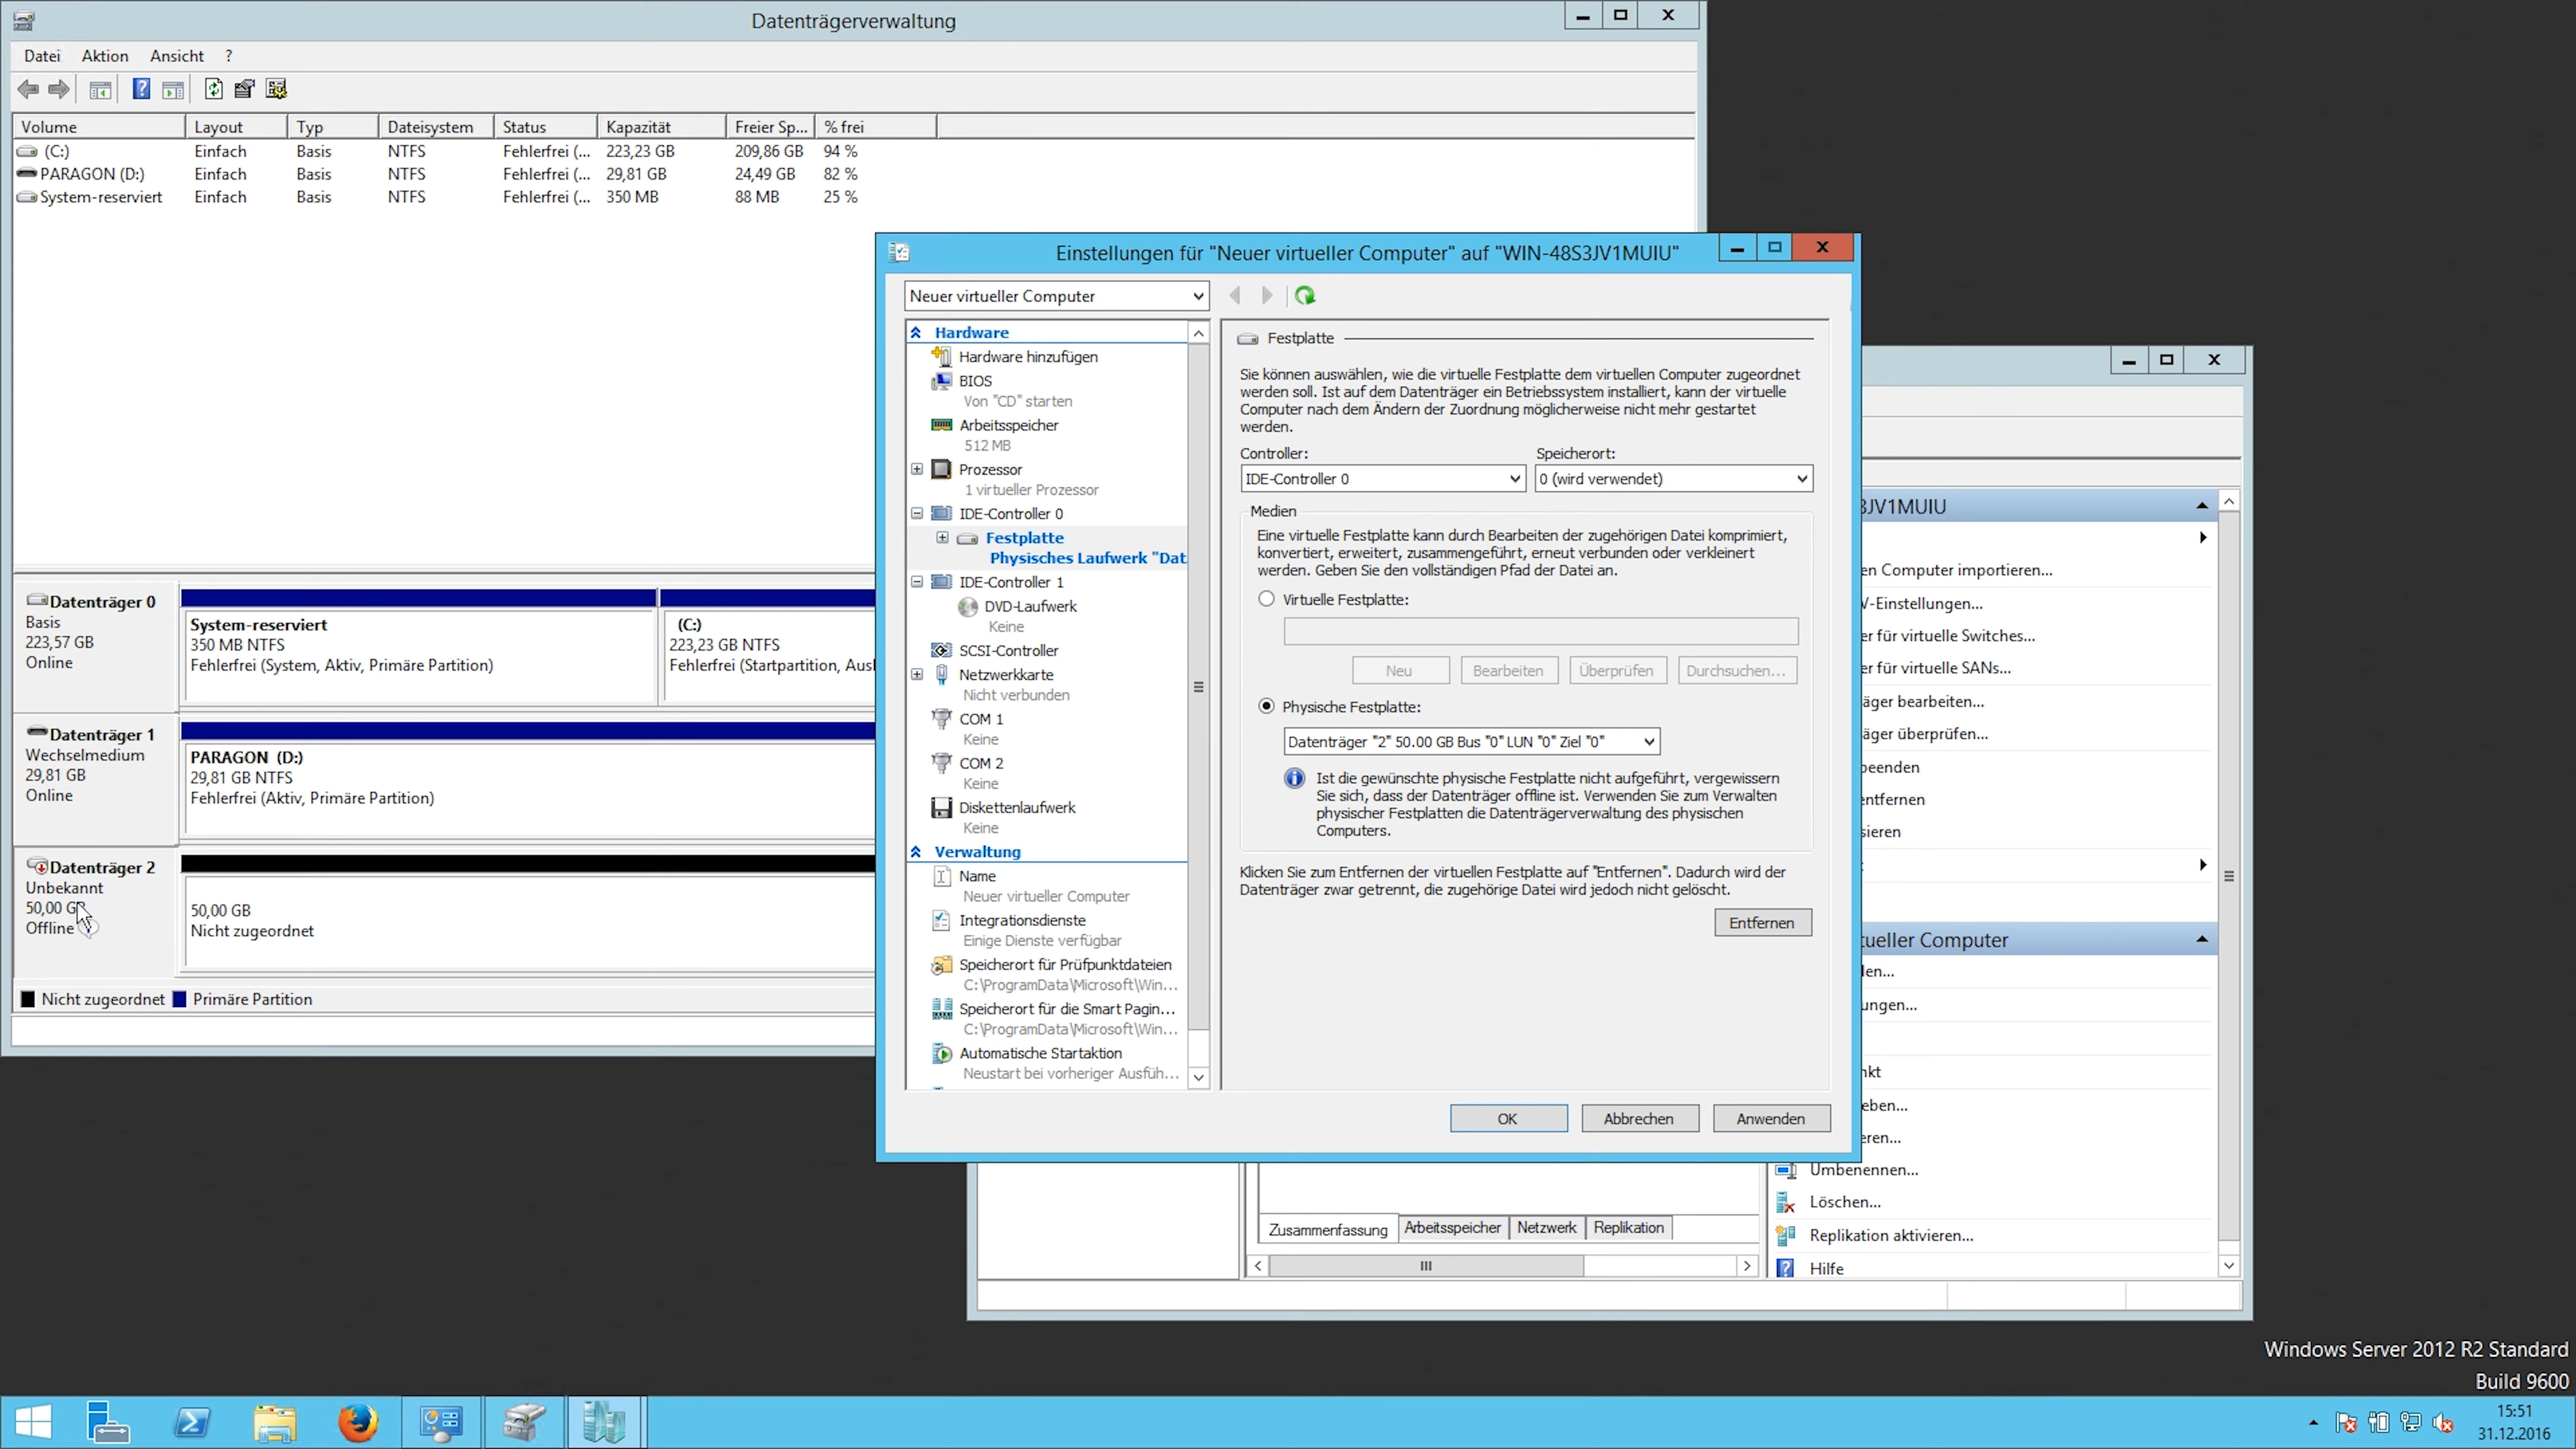 Datenträgerverwaltung
Datei Aktion Ansicht ?
Volume Layout Typ Dateisystem Status Kapazität Freier Sp... % frei
(C:) Einfach Basis NTFS Fehlerfrei (... 223,23 GB 209,86 GB 94 %
PARAGON (D:) Einfach Basis NTFS Fehlerfrei (... 29,81 GB 24,49 GB 82 %
System-reserviert Einfach Basis NTFS Fehlerfrei (... 350 MB 88 MB 25 %
Datenträger 0
Basis
223,57 GB
Online
System-reserviert
350 MB NTFS
Fehlerfrei (System, Aktiv, Primäre Partition)
(C:)
223,23 GB NTFS
Fehlerfrei (Startpartition, Ausl
Datenträger 1
Wechselmedium
29,81 GB
Online
PARAGON (D:)
29,81 GB NTFS
Fehlerfrei (Aktiv, Primäre Partition)
Datenträger 2
Unbekannt
50,00 GB
Offline
50,00 GB
Nicht zugeordnet
Nicht zugeordnet Primäre Partition
Einstellungen für "Neuer virtueller Computer" auf "WIN-48S3JV1MUIU"
Neuer virtueller Computer
Hardware
Hardware hinzufügen
BIOS
Von "CD" starten
Arbeitsspeicher
512 MB
Prozessor
1 virtueller Prozessor
IDE-Controller 0
Festplatte
Physisches Laufwerk "Dat
IDE-Controller 1
DVD-Laufwerk
Keine
SCSI-Controller
Netzwerkkarte
Nicht verbunden
COM 1
Keine
COM 2
Keine
Diskettenlaufwerk
Keine
Verwaltung
Name
Neuer virtueller Computer
Integrationsdienste
Einige Dienste verfügbar
Speicherort für Prüfpunktdateien
C:\ProgramData\Microsoft\Win...
Speicherort für die Smart Pagin...
C:\ProgramData\Microsoft\Win...
Automatische Startaktion
Neustart bei vorheriger Ausfüh...
Festplatte
Sie können auswählen, wie die virtuelle Festplatte dem virtuellen Computer zugeordnet
werden soll. Ist auf dem Datenträger ein Betriebssystem installiert, kann der virtuelle
Computer nach dem Ändern der Zuordnung möglicherweise nicht mehr gestartet
werden.
Controller: Speicherort:
IDE-Controller 0 0 (wird verwendet)
Medien
Eine virtuelle Festplatte kann durch Bearbeiten der zugehörigen Datei komprimiert,
konvertiert, erweitert, zusammengeführt, erneut verbunden oder verkleinert
werden. Geben Sie den vollständigen Pfad der Datei an.
Virtuelle Festplatte:
Neu Bearbeiten Überprüfen Durchsuchen...
Physische Festplatte:
Datenträger "2" 50.00 GB Bus "0" LUN "0" Ziel "0"
Ist die gewünschte physische Festplatte nicht aufgeführt, vergewissern
Sie sich, dass der Datenträger offline ist. Verwenden Sie zum Verwalten
physischer Festplatten die Datenträgerverwaltung des physischen
Computers.
Klicken Sie zum Entfernen der virtuellen Festplatte auf "Entfernen". Dadurch wird der
Datenträger zwar getrennt, die zugehörige Datei wird jedoch nicht gelöscht.
Entfernen
OK Abbrechen Anwenden
3JV1MUIU
en Computer importieren...
V-Einstellungen...
er für virtuelle Switches...
er für virtuelle SANs...
äger bearbeiten...
äger überprüfen...
beenden
entfernen
sieren
tueller Computer
den...
ungen...
nkt
eben...
eren...
Umbenennen...
Löschen...
Replikation aktivieren...
Hilfe
Zusammenfassung Arbeitsspeicher Netzwerk Replikation
Windows Server 2012 R2 Standard
Build 9600
15:51
31.12.2016